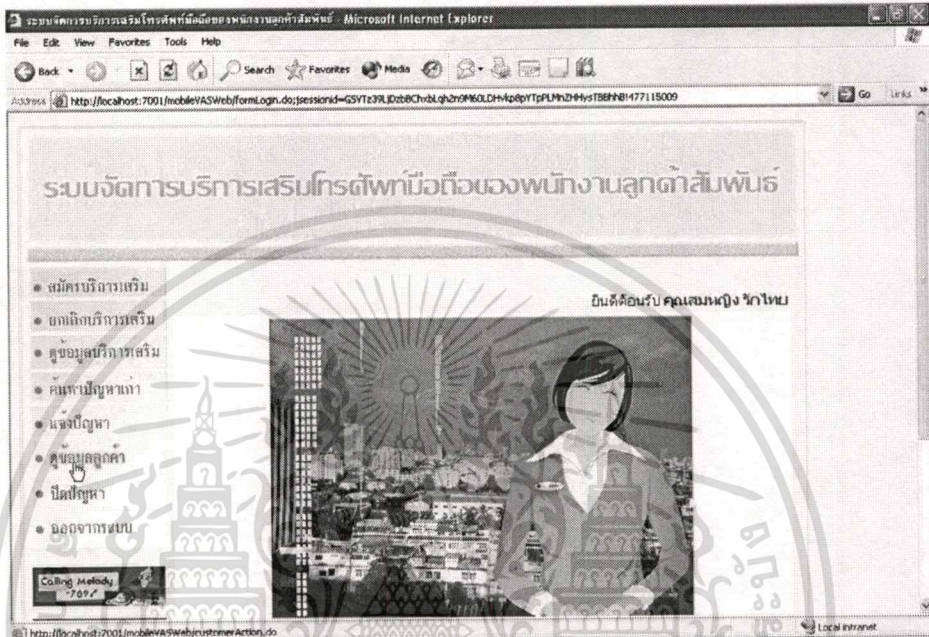 ระบบจัดการบริการเสริมโทรศัพท์มือถือของพนักงานลูกค้าสัมพันธ์ - Microsoft Internet Explorer
File Edit View Favorites Tools Help
Back Search Favorites Media
Address http://localhost:7001/mobileVASWeb/formLogin.do;jsessionid= Go Links
ระบบจัดการบริการเสริมโทรศัพท์มือถือของพนักงานลูกค้าสัมพันธ์
สมัครบริการเสริม
ยินดีต้อนรับ คุณสมหญิง รักไทย
ยกเลิกบริการเสริม
ดูข้อมูลบริการเสริม
ค้นหาปัญหาเก่า
แจ้งปัญหา
ดูข้อมูลลูกค้า
ปิดปัญหา
ออกจากระบบ
Calling Melody
http://localhost:7001/mobileVASWeb/customerAction.do Local intranet